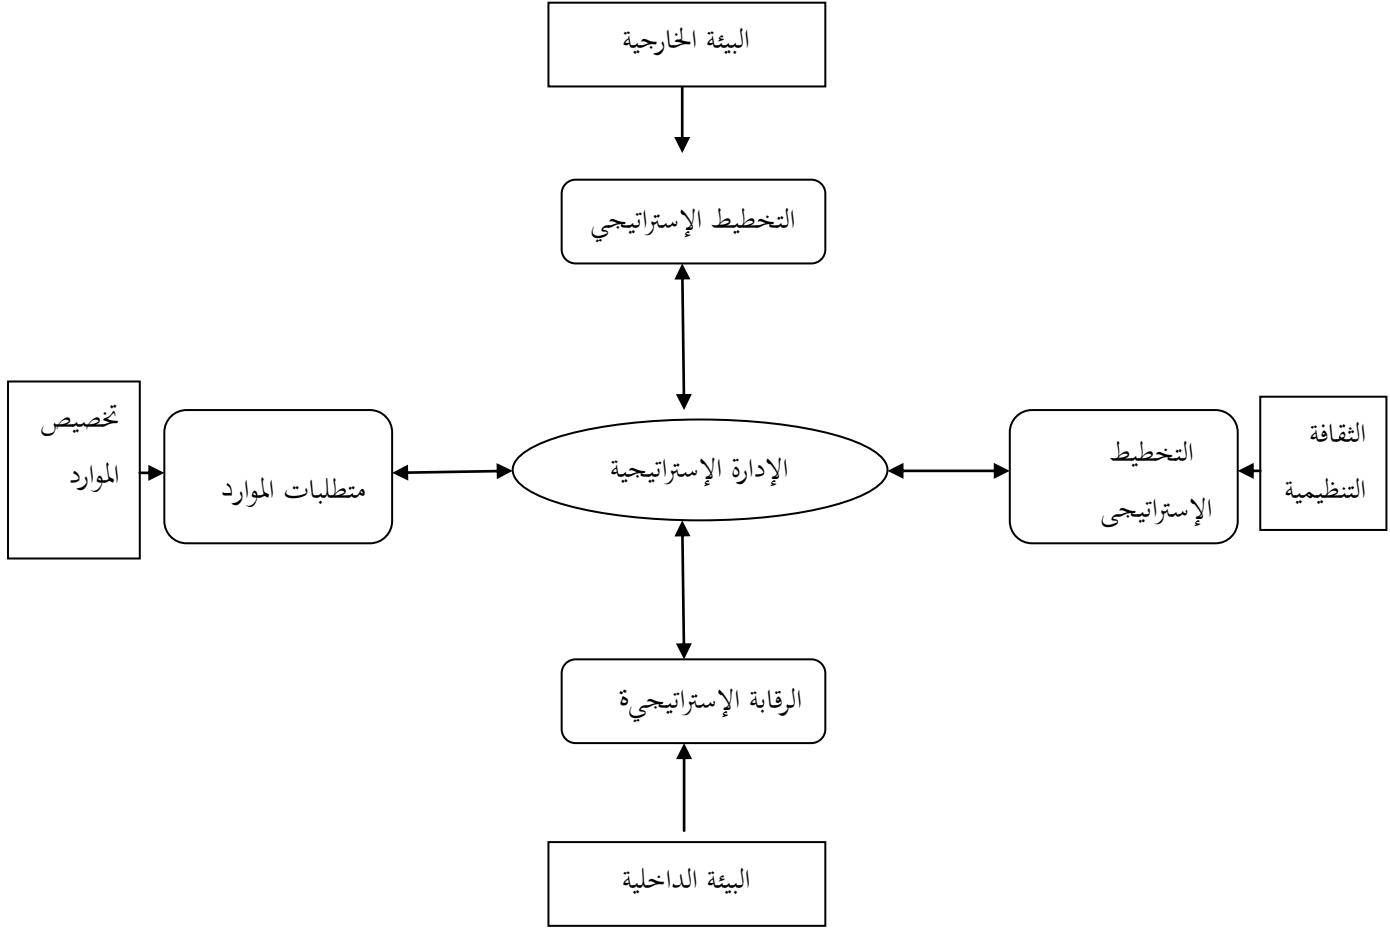 البيئة الخارجية
التخطيط الإستراتيجي
الثقافة
التنظيمية
التخطيط
الإستراتيجى
الإدارة الإستراتيجية
متطلبات الموارد
تخصيص
الموارد
الرقابة الإستراتيجية
البيئة الداخلية